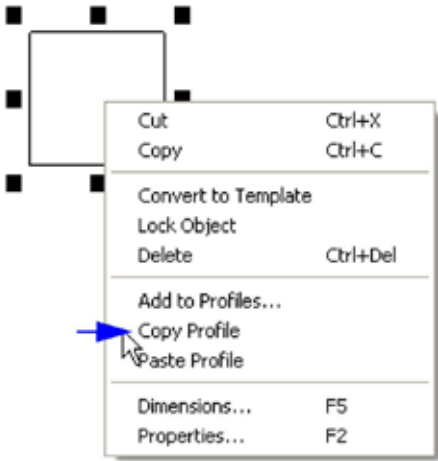 Cut Ctrl+X
Copy Ctrl+C
Convert to Template
Lock Object
Delete Ctrl+Del
Add to Profiles...
Copy Profile
Paste Profile
Dimensions... F5
Properties... F2